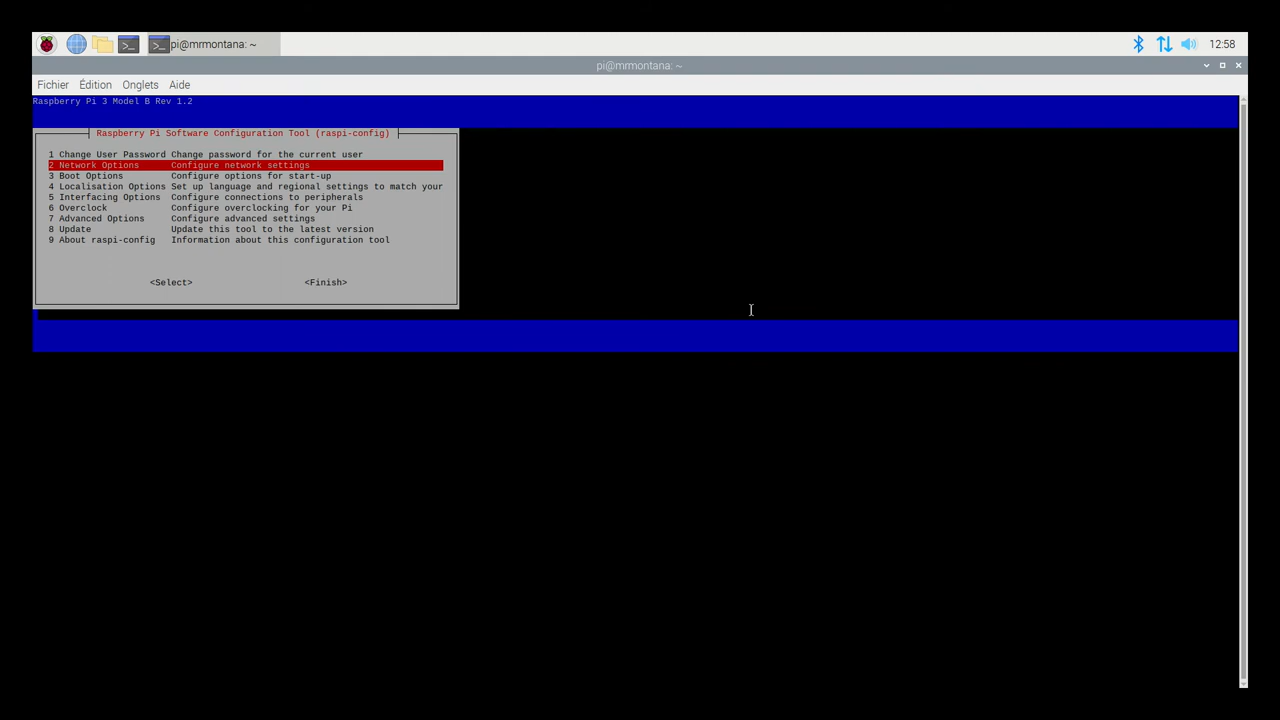 pi@mrmontana: ~
12:58
pi@mrmontana: ~
Fichier Édition Onglets Aide
Raspberry Pi 3 Model B Rev 1.2
Raspberry Pi Software Configuration Tool (raspi-config)
1 Change User Password Change password for the current user
2 Network Options Configure network settings
3 Boot Options Configure options for start-up
4 Localisation Options Set up language and regional settings to match your
5 Interfacing Options Configure connections to peripherals
6 Overclock Configure overclocking for your Pi
7 Advanced Options Configure advanced settings
8 Update Update this tool to the latest version
9 About raspi-config Information about this configuration tool
<Select> <Finish>